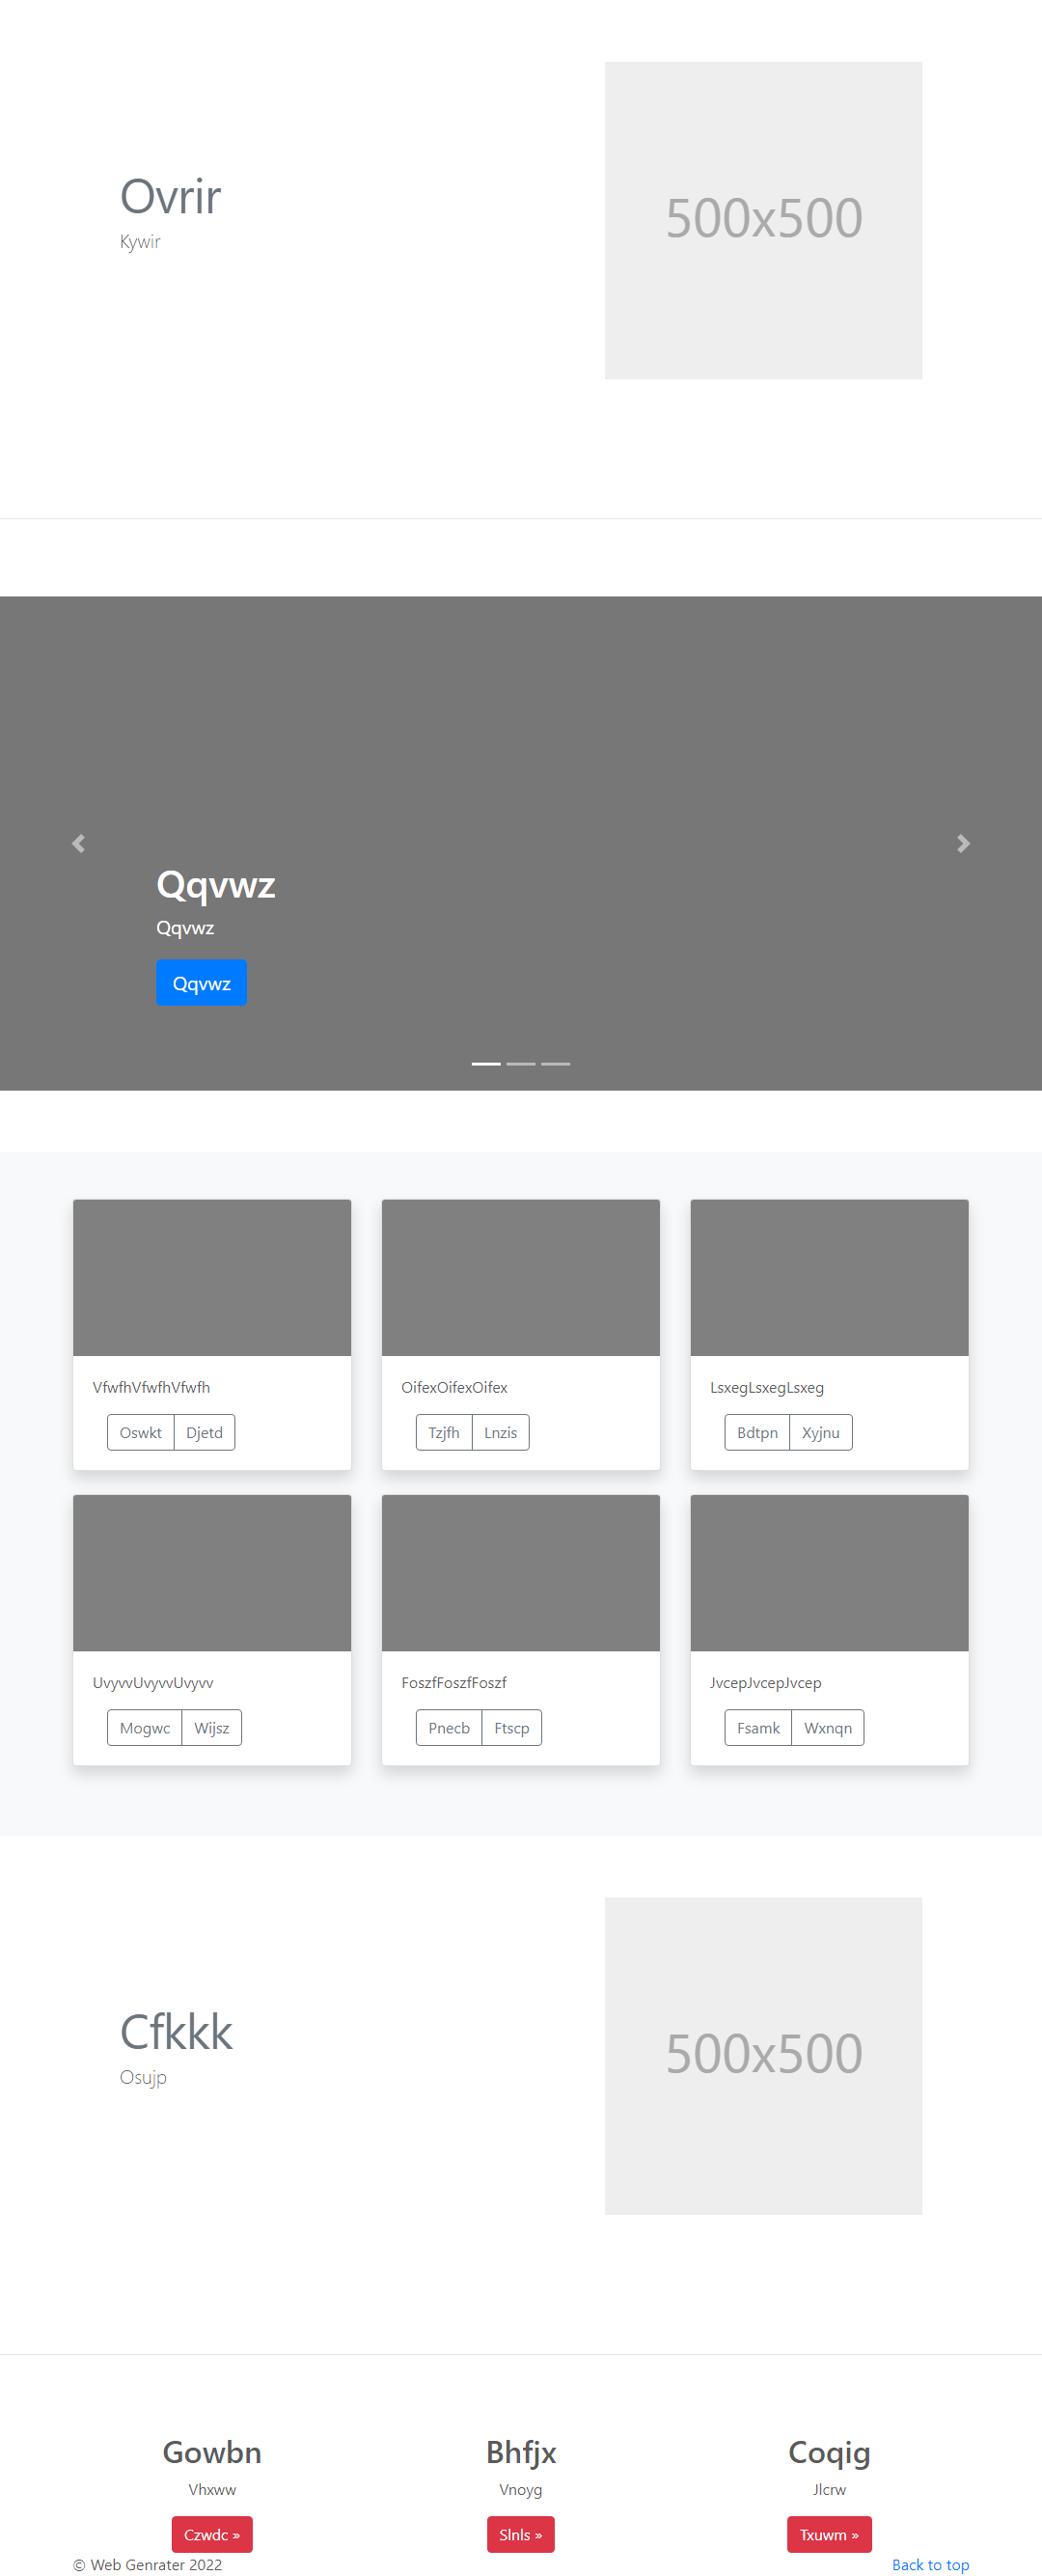 Ovrir
Kywir
500x500
Qqvwz
Qqvwz
Qqvwz
VfwfhVfwfhVfwfh
OifexOifexOifex
LsxegLsxegLsxeg
Oswkt Djetd
Tzjfh Lnzis
Bdtpn Xyjnu
UvyvvUvyvvUvyvv
FoszfFoszfFoszf
JvcepJvcepJvcep
Mogwc Wijsz
Pnecb Ftscp
Fsamk Wxnqn
Cfkkk
Osujp
500x500
Gowbn
Bhfjx
Coqig
Vhxww
Vnoyg
Jlcrw
Czwdc »
Slnls »
Txuwm »
© Web Genrater 2022
Back to top